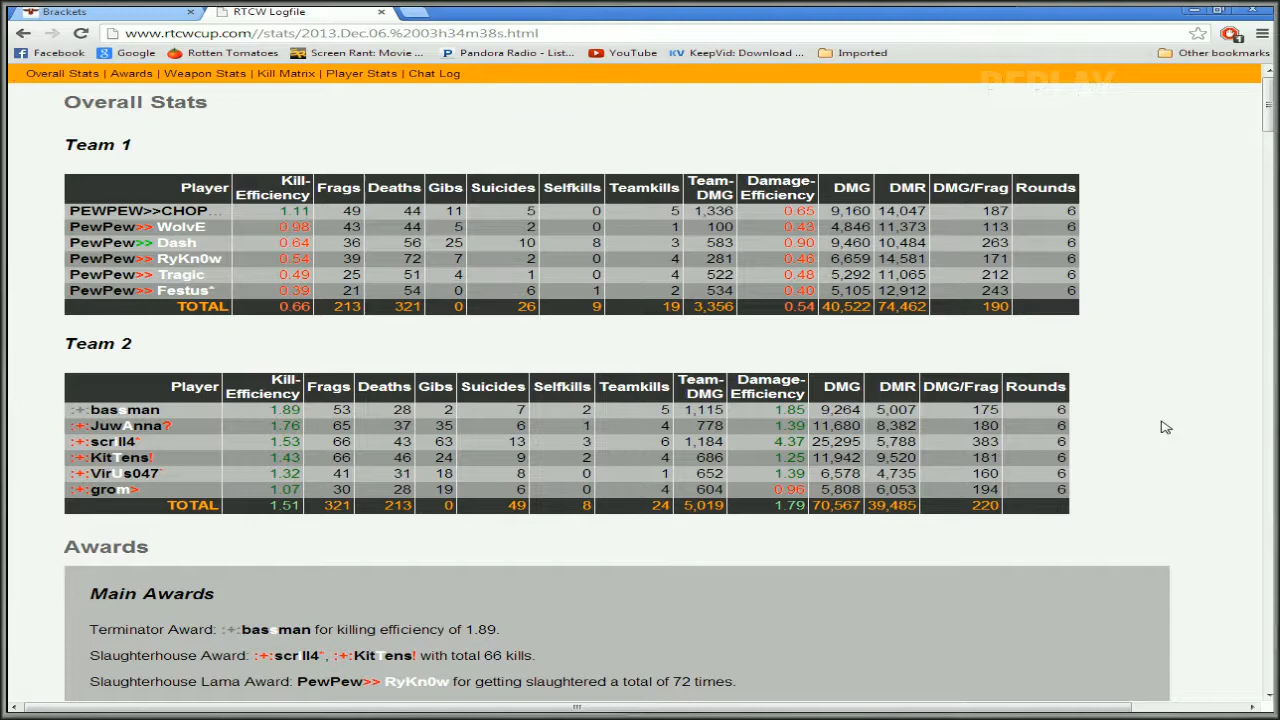 Brackets × RTCW Logfile ×
www.rtcwcup.com//stats/2013.Dec.06.%2003h34m38s.html
Facebook Google Rotten Tomatoes Screen Rant: Movie ... Pandora Radio - List... YouTube KeepVid: Download ... Imported Other bookmarks
Overall Stats | Awards | Weapon Stats | Kill Matrix | Player Stats | Chat Log
REPLAY
Overall Stats
Team 1
Player Kill-Efficiency Frags Deaths Gibs Suicides Selfkills Teamkills Team-DMG Damage-Efficiency DMG DMR DMG/Frag Rounds
PEWPEW>>CHOP... 1.11 49 44 11 5 0 5 1,336 0.65 9,160 14,047 187 6
PewPew>> WolvE 0.98 43 44 5 2 0 1 100 0.43 4,846 11,373 113 6
PewPew>> Dash 0.64 36 56 25 10 8 3 583 0.90 9,460 10,484 263 6
PewPew>> RyKn0w 0.54 39 72 7 2 0 4 281 0.46 6,659 14,581 171 6
PewPew>> Tragic 0.49 25 51 4 1 0 4 522 0.48 5,292 11,065 212 6
PewPew>> Festus* 0.39 21 54 0 6 1 2 534 0.40 5,105 12,912 243 6
TOTAL 0.66 213 321 0 26 9 19 3,356 0.54 40,522 74,462 190
Team 2
Player Kill-Efficiency Frags Deaths Gibs Suicides Selfkills Teamkills Team-DMG Damage-Efficiency DMG DMR DMG/Frag Rounds
:+:bassman 1.89 53 28 2 7 2 5 1,115 1.85 9,264 5,007 175 6
:+:JuwAnna? 1.76 65 37 35 6 1 4 778 1.39 11,680 8,382 180 6
:+:scrIll4* 1.53 66 43 63 13 3 6 1,184 4.37 25,295 5,788 383 6
:+:KitTens! 1.43 66 46 24 9 2 4 686 1.25 11,942 9,520 181 6
:+:VirUs047* 1.32 41 31 18 8 0 1 652 1.39 6,578 4,735 160 6
:+:grom> 1.07 30 28 19 6 0 4 604 0.96 5,808 6,053 194 6
TOTAL 1.51 321 213 0 49 8 24 5,019 1.79 70,567 39,485 220
Awards
Main Awards
Terminator Award: :+:bassman for killing efficiency of 1.89.
Slaughterhouse Award: :+:scrIll4*, :+:KitTens! with total 66 kills.
Slaughterhouse Lama Award: PewPew>> RyKn0w for getting slaughtered a total of 72 times.